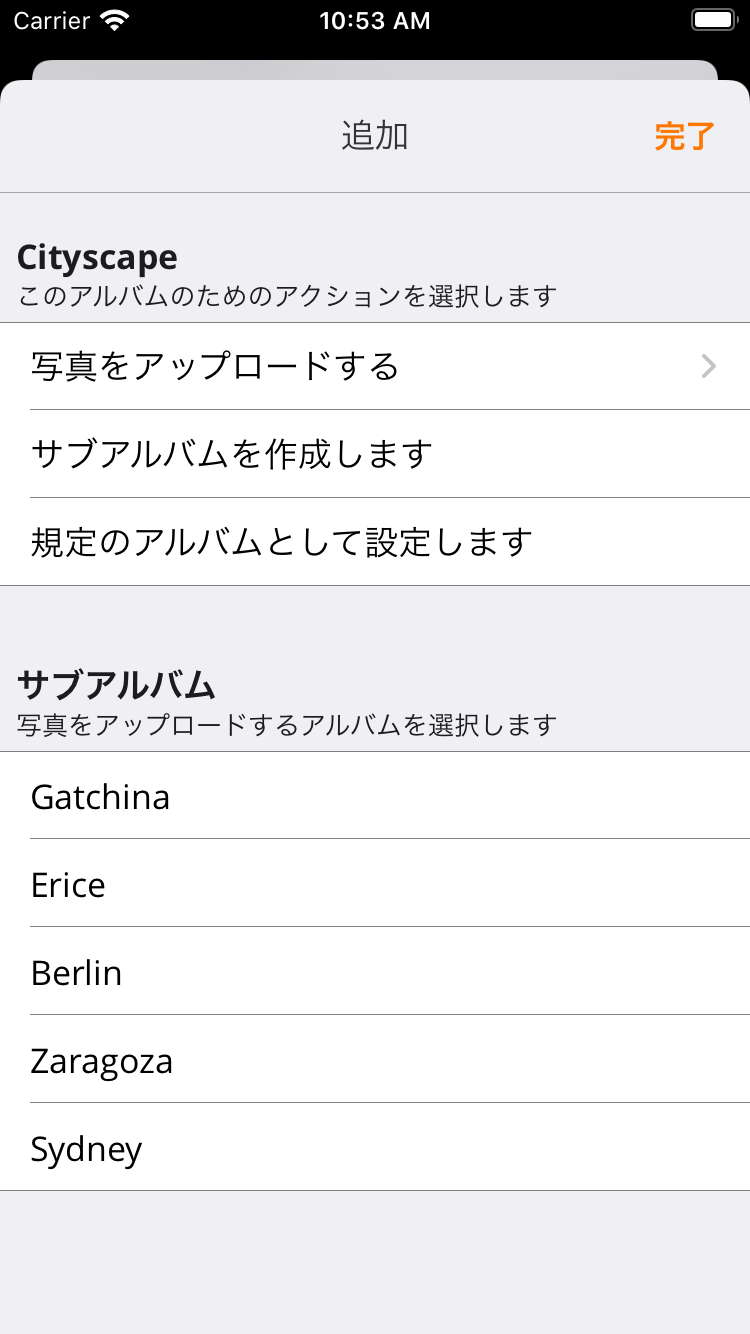 Carrier 10:53 AM
追加 完了
Cityscape
このアルバムのためのアクションを選択します
写真をアップロードする
サブアルバムを作成します
規定のアルバムとして設定します
サブアルバム
写真をアップロードするアルバムを選択します
Gatchina
Erice
Berlin
Zaragoza
Sydney